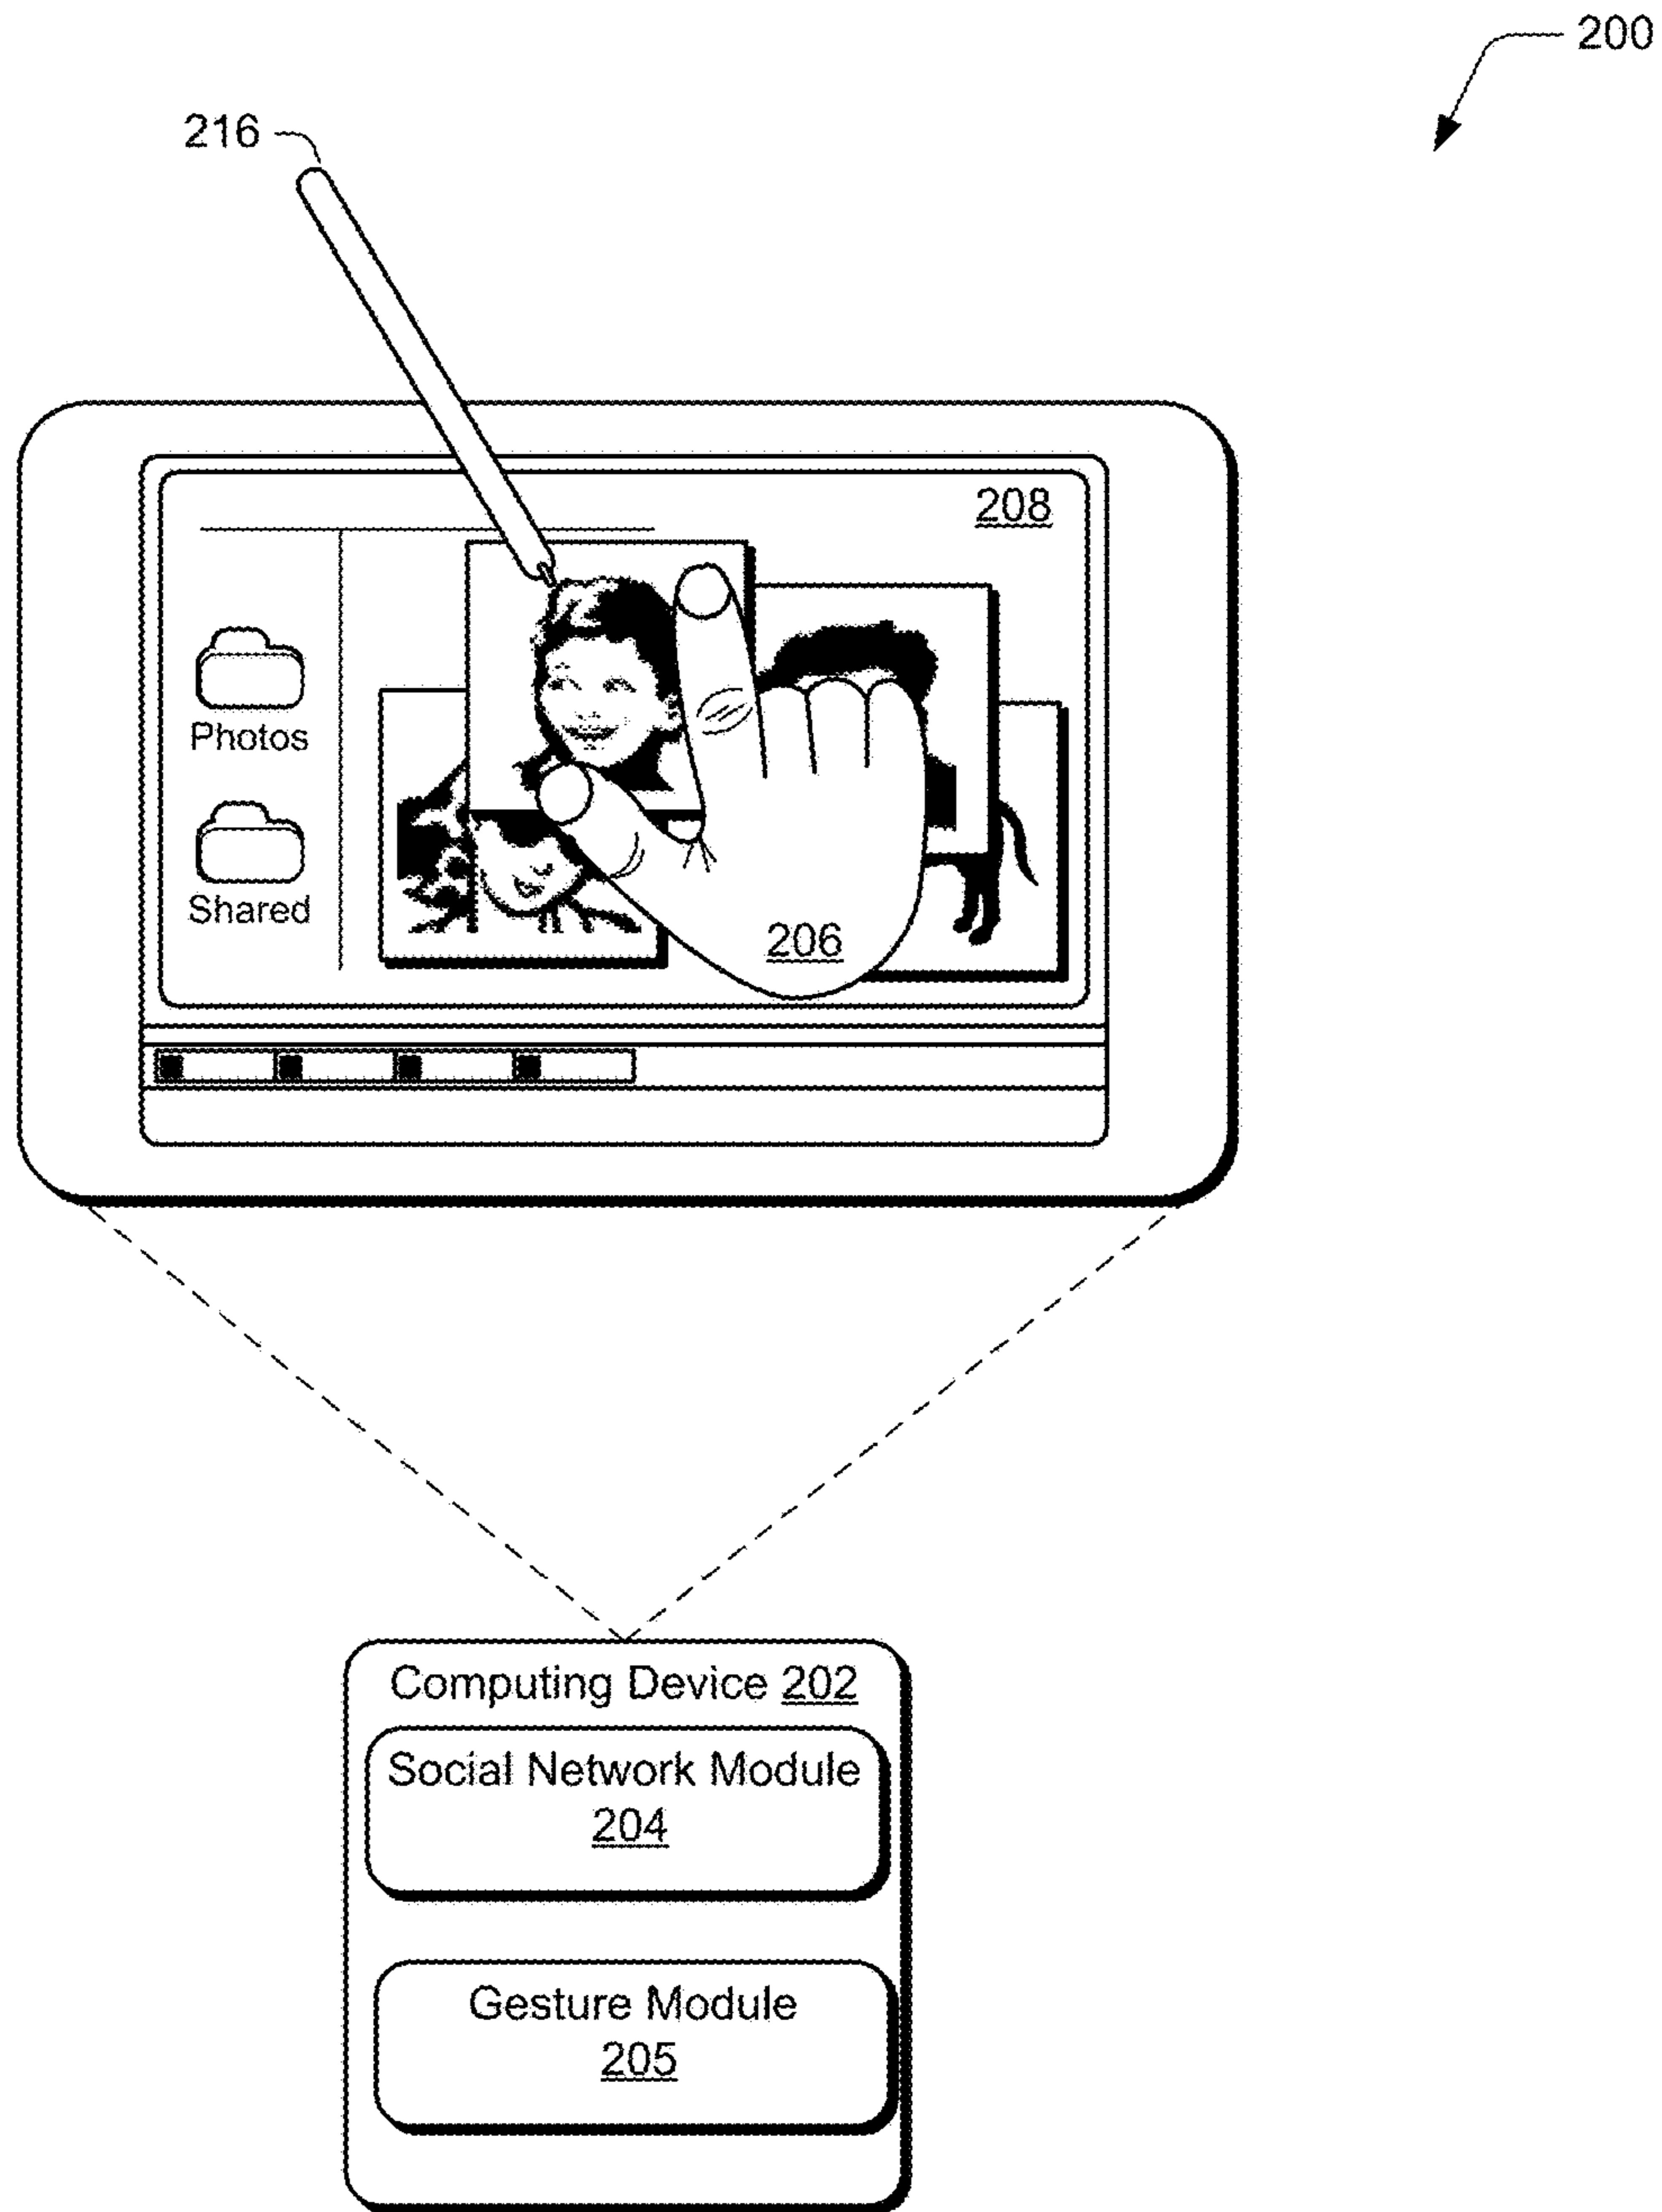 200
216
208
Photos
Shared
206
Computing Device 202
Social Network Module
204
Gesture Module
205